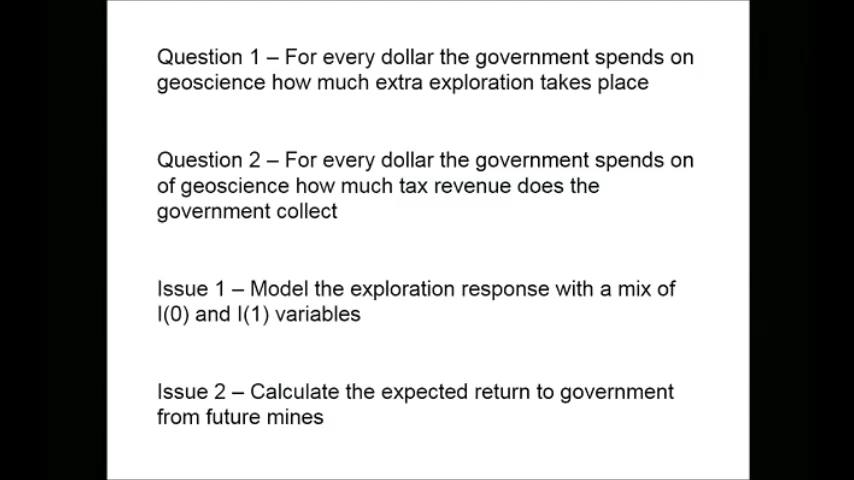 Question 1 – For every dollar the government spends on
geoscience how much extra exploration takes place
Question 2 – For every dollar the government spends on
of geoscience how much tax revenue does the
government collect
Issue 1 – Model the exploration response with a mix of
I(0) and I(1) variables
Issue 2 – Calculate the expected return to government
from future mines